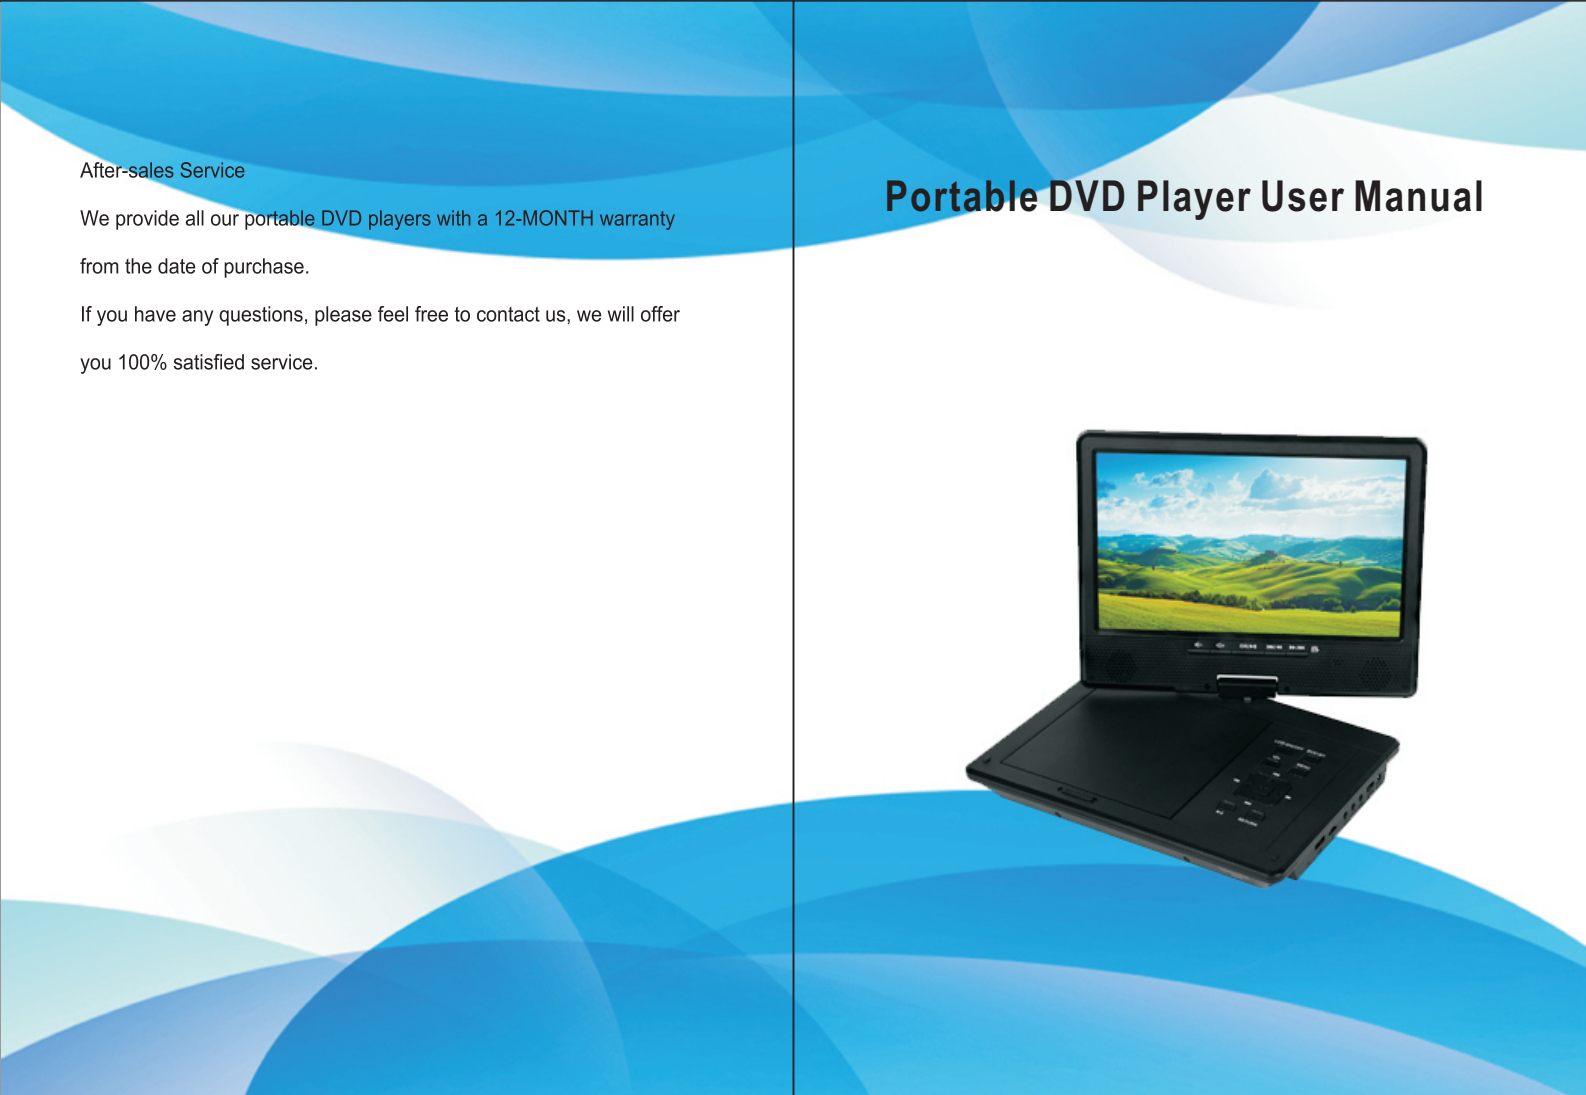 After-sales Service
We provide all our portable DVD players with a 12-MONTH warranty
from the date of purchase.
If you have any questions, please feel free to contact us, we will offer
you 100% satisfied service.
Portable DVD Player User Manual
MENU
RETURN